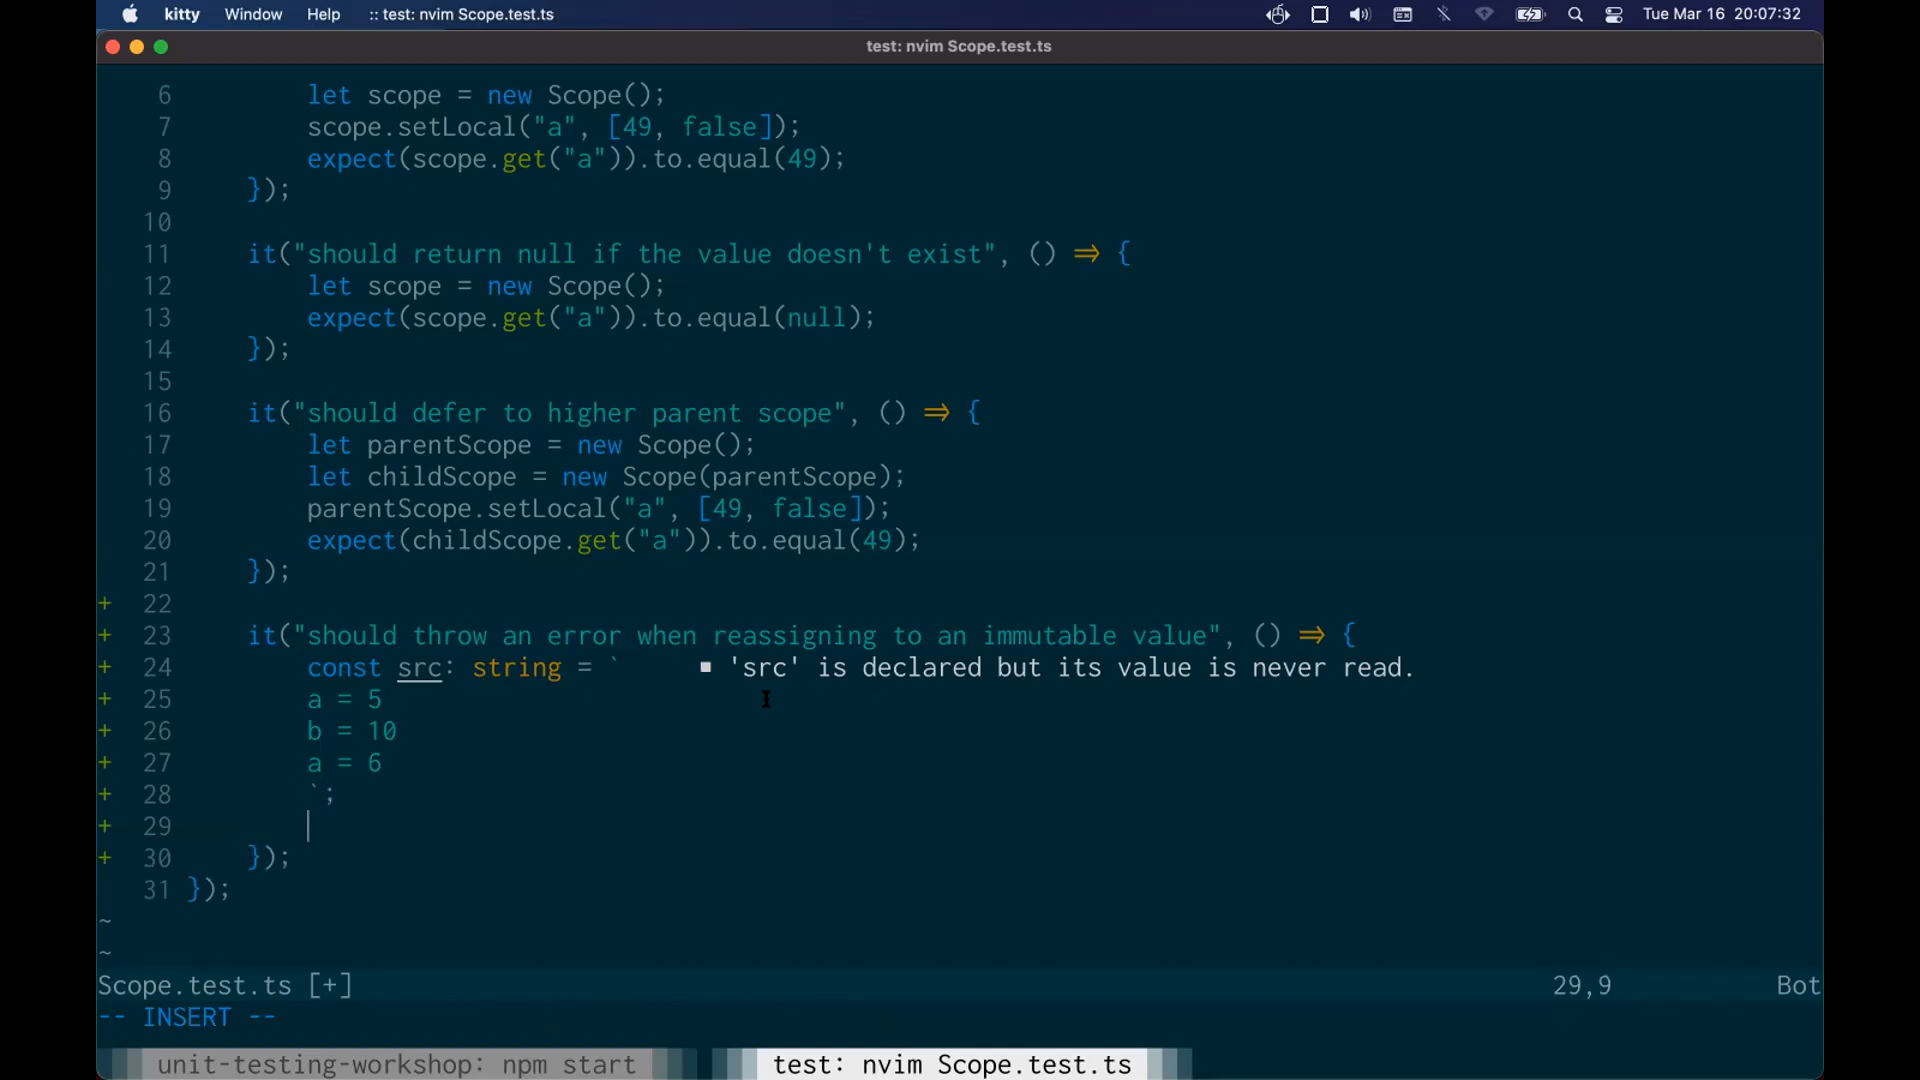 kitty Window Help :: test: nvim Scope.test.ts Tue Mar 16 20:07:32
test: nvim Scope.test.ts
6 let scope = new Scope();
7 scope.setLocal("a", [49, false]);
8 expect(scope.get("a")).to.equal(49);
9 });
10
11 it("should return null if the value doesn't exist", () ⇒ {
12 let scope = new Scope();
13 expect(scope.get("a")).to.equal(null);
14 });
15
16 it("should defer to higher parent scope", () ⇒ {
17 let parentScope = new Scope();
18 let childScope = new Scope(parentScope);
19 parentScope.setLocal("a", [49, false]);
20 expect(childScope.get("a")).to.equal(49);
21 });
+ 22
+ 23 it("should throw an error when reassigning to an immutable value", () ⇒ {
+ 24 const src: string = ` ■ 'src' is declared but its value is never read.
+ 25 a = 5
+ 26 b = 10
+ 27 a = 6
+ 28 `;
+ 29
+ 30 });
31 });
~
~
Scope.test.ts [+] 29,9 Bot
-- INSERT --
unit-testing-workshop: npm start test: nvim Scope.test.ts